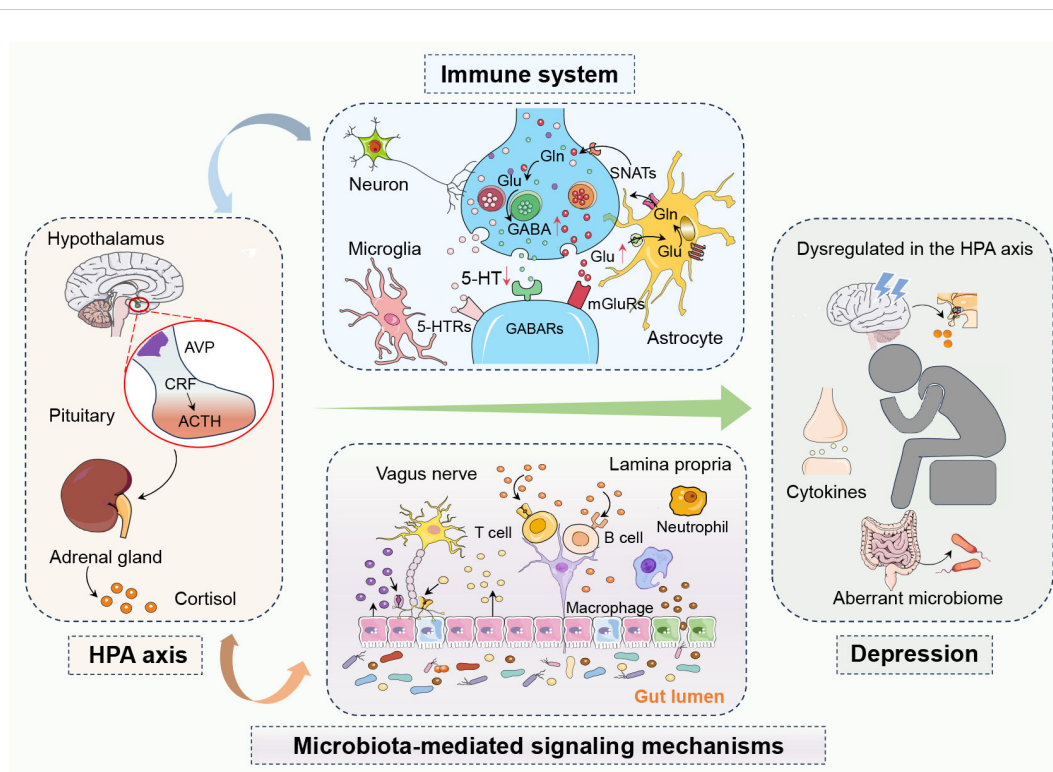 Immune system
Neuron
Gln
Glu
SNATs
GABA
Gln
Glu
Glu
Microglia
5-HT
5-HTRs
GABARs
mGluRs
Astrocyte
Hypothalamus
AVP
CRF
Pituitary
ACTH
Adrenal gland
Cortisol
HPA axis
Vagus nerve
Lamina propria
T cell
B cell
Neutrophil
Macrophage
Gut lumen
Microbiota-mediated signaling mechanisms
Dysregulated in the HPA axis
Cytokines
Aberrant microbiome
Depression